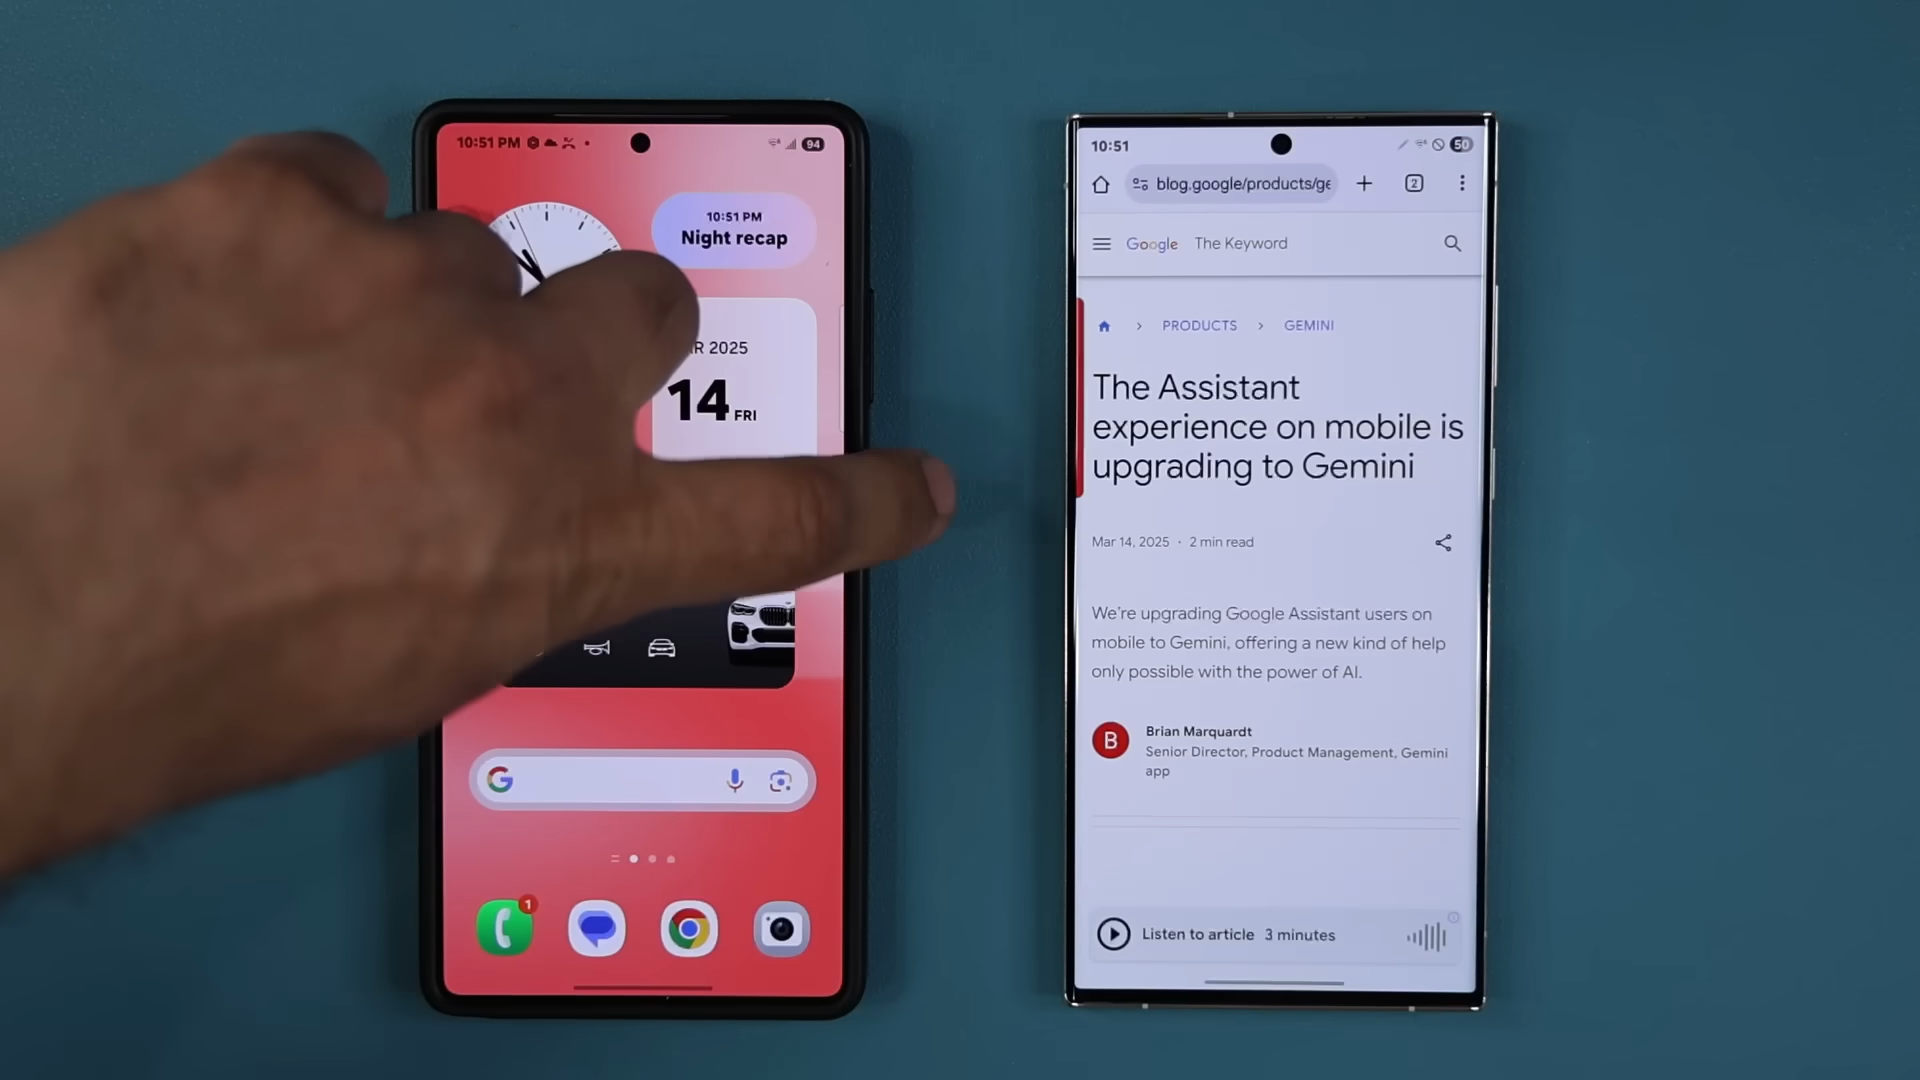 10:51 PM
94
10:51 PM
Night recap
R 2025
14 FRI
1
10:51
50
blog.google/products/ge
2
Google The Keyword
PRODUCTS > GEMINI
The Assistant
experience on mobile is
upgrading to Gemini
Mar 14, 2025 · 2 min read
We're upgrading Google Assistant users on
mobile to Gemini, offering a new kind of help
only possible with the power of AI.
B
Brian Marquardt
Senior Director, Product Management, Gemini
app
Listen to article 3 minutes